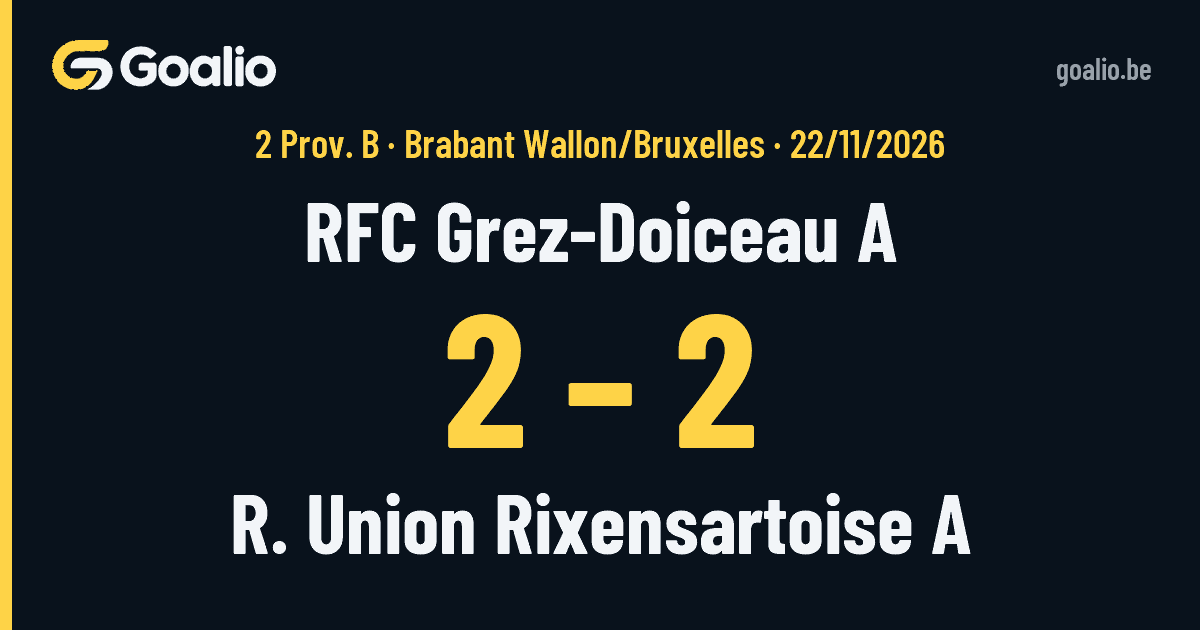 Goalio
goalio.be
2 Prov. B · Brabant Wallon/Bruxelles · 22/11/2026
RFC Grez-Doiceau A
2 – 2
R. Union Rixensartoise A